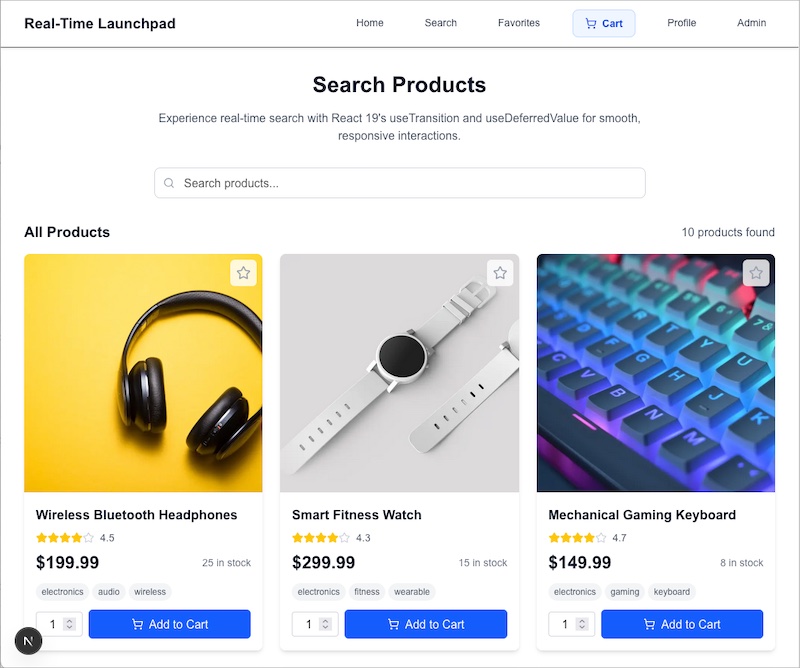 Real-Time Launchpad
Home
Search
Favorites
Cart
Profile
Admin
Search Products
Experience real-time search with React 19's useTransition and useDeferredValue for smooth,
responsive interactions.
Search products...
All Products
10 products found
Wireless Bluetooth Headphones
4.5
$199.99
25 in stock
electronics
audio
wireless
1
Add to Cart
Smart Fitness Watch
4.3
$299.99
15 in stock
electronics
fitness
wearable
1
Add to Cart
7
8
6
R
T
Y
U
F
G
H
J
K
C
V
B
N
M
Mechanical Gaming Keyboard
4.7
$149.99
8 in stock
electronics
gaming
keyboard
1
Add to Cart
N